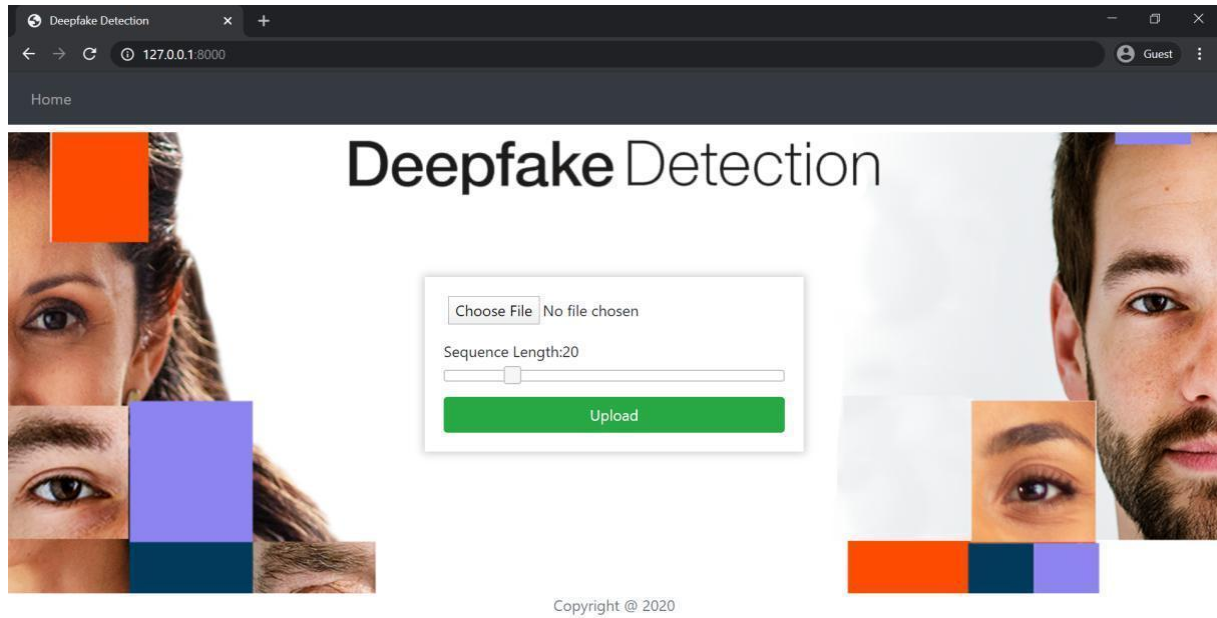 Deepfake Detection
127.0.0.1:8000
Guest
Home
Deepfake Detection
Choose File No file chosen
Sequence Length:20
Upload
Copyright @ 2020